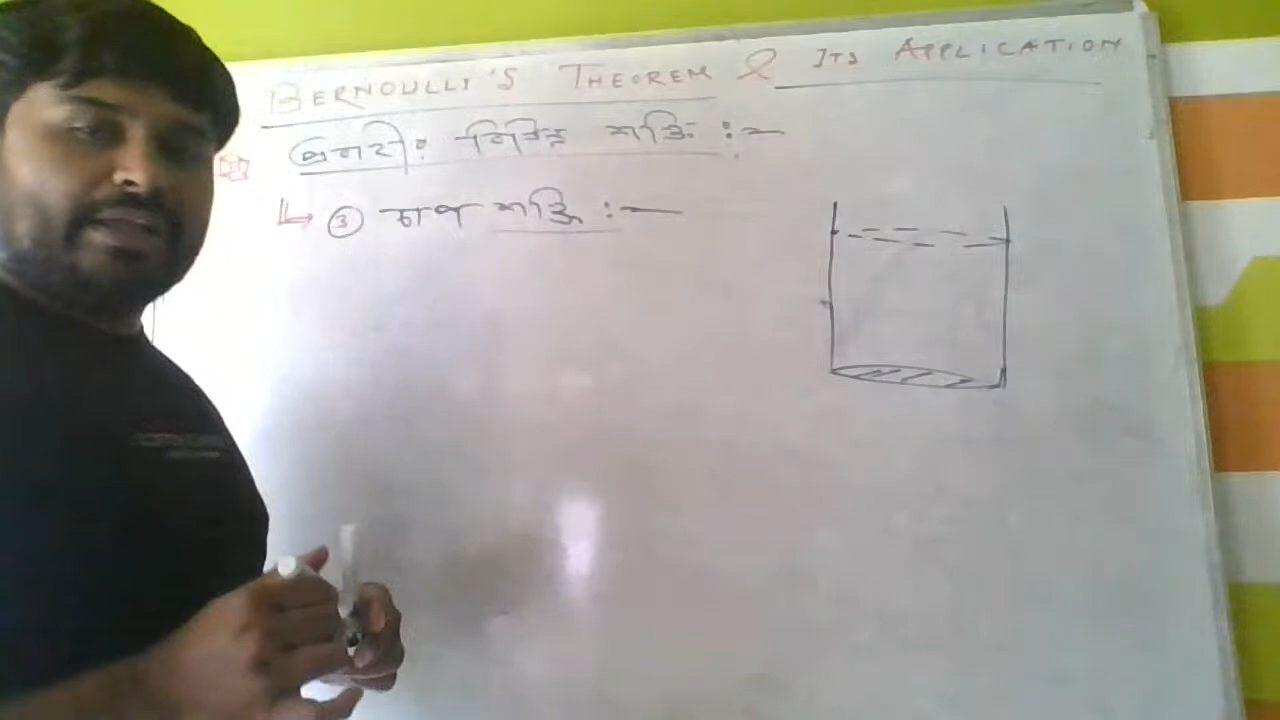 BERNOULLI'S THEOREM & ITS APPLICATION
প্রবাহীর বিভিন্ন শক্তি :-
↳ ③ চাপ শক্তি :-